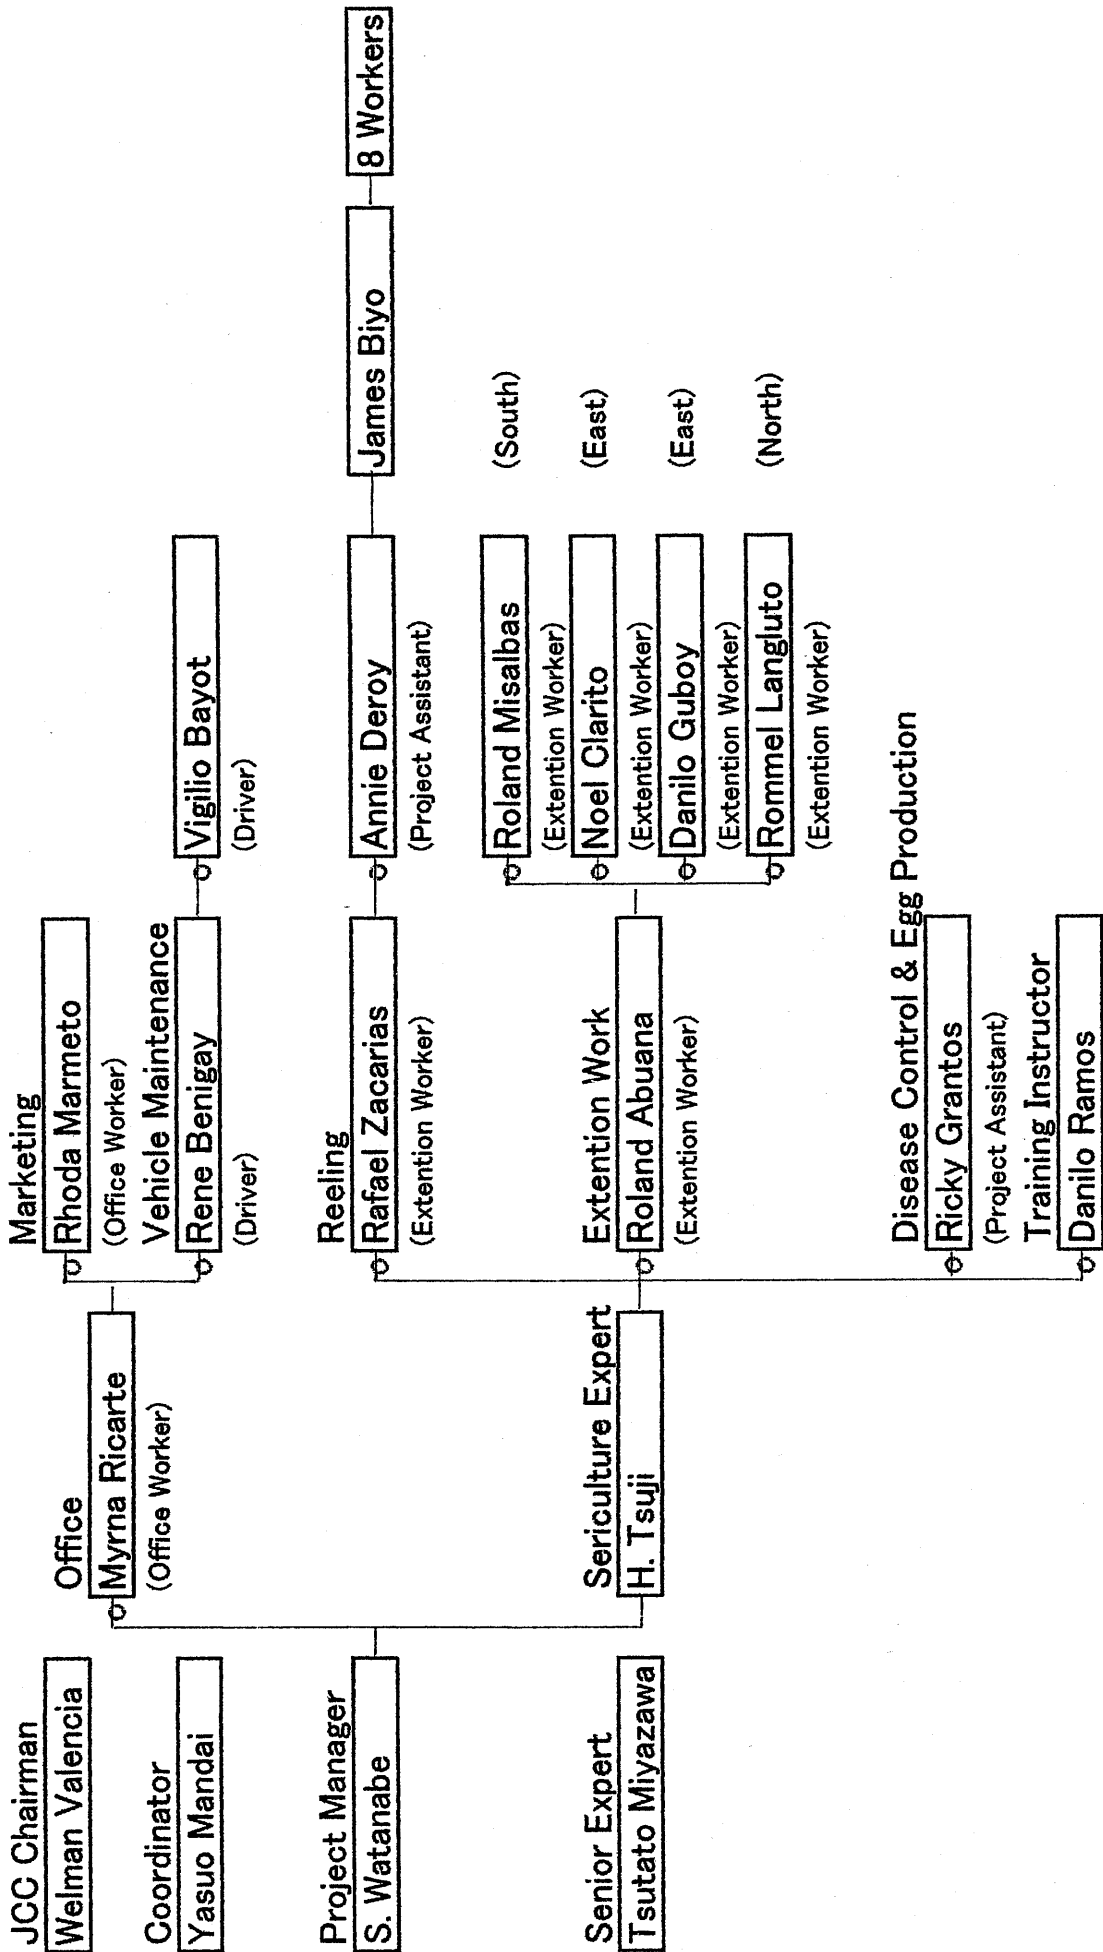 JCC Chairman
Welman Valencia
Coordinator
Yasuo Mandai
Project Manager
S. Watanabe
Senior Expert
Tsutato Miyazawa
Office
Myrna Ricarte
(Office Worker)
Sericulture Expert
H. Tsuji
Marketing
Rhoda Marmeto
(Office Worker)
Vehicle Maintenance
Rene Benigay
(Driver)
Reeling
Rafael Zacarias
(Extention Worker)
Extention Work
Roland Abuana
(Extention Worker)
Disease Control & Egg Production
Ricky Grantos
(Project Assistant)
Training Instructor
Danilo Ramos
Vigilio Bayot
(Driver)
Annie Deroy
(Project Assistant)
Roland Misalbas
(Extention Worker)
Noel Clarito
(Extention Worker)
Danilo Guboy
(Extention Worker)
Rommel Langluto
(Extention Worker)
James Biyo
(South)
(East)
(East)
(North)
8 Workers